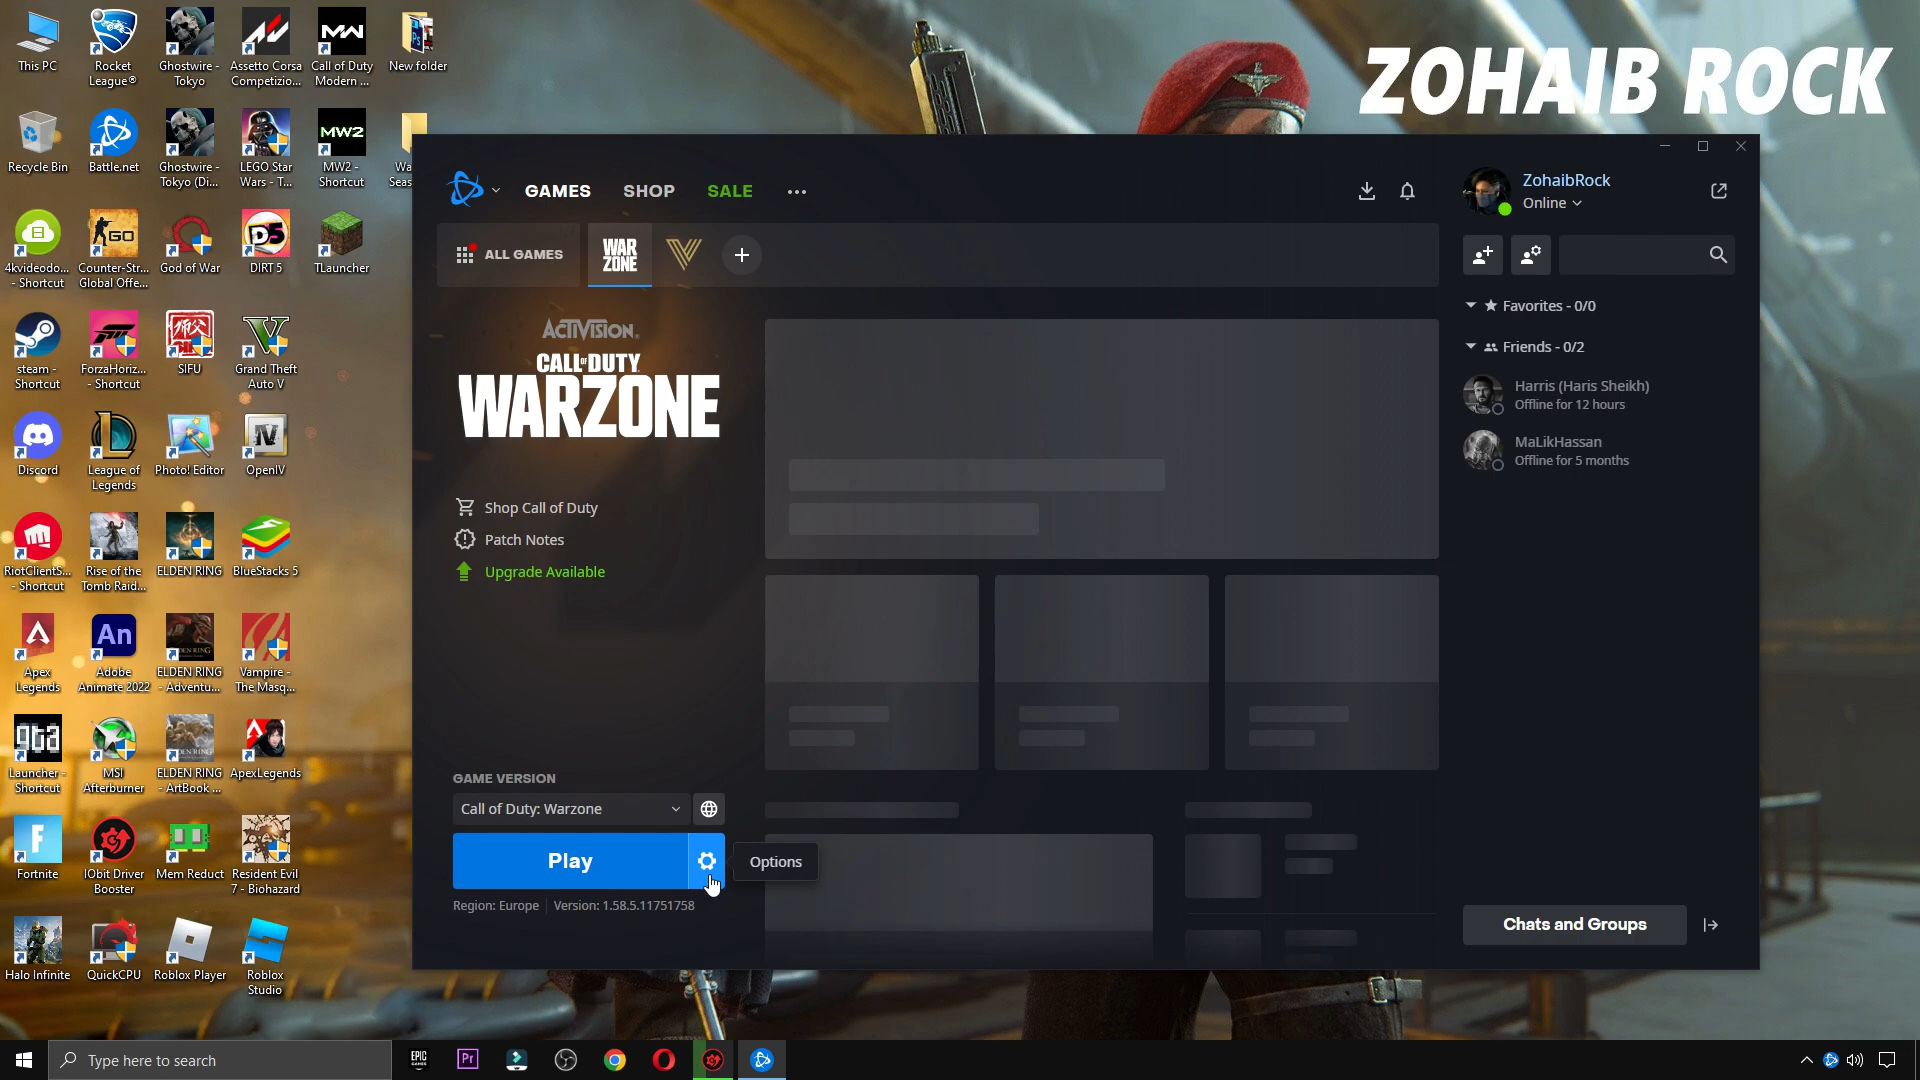 ZOHAIB ROCK
This PC
Rocket
League®
Ghostwire -
Tokyo
Assetto Corsa
Competizio...
Call of Duty
Modern ...
New folder
Recycle Bin
Battle.net
Ghostwire -
Tokyo (Di...
LEGO Star
Wars - T...
MW2 -
Shortcut
4kvideodo...
- Shortcut
Counter-Str...
Global Offe...
God of War
DIRT 5
TLauncher
steam -
Shortcut
ForzaHoriz...
- Shortcut
SIFU
Grand Theft
Auto V
Discord
League of
Legends
Photo! Editor
OpenIV
RiotClientS...
- Shortcut
Rise of the
Tomb Raid...
ELDEN RING
BlueStacks 5
Apex
Legends
Adobe
Animate 2022
ELDEN RING
- Adventu...
Vampire -
The Masq...
Launcher -
Shortcut
MSI
Afterburner
ELDEN RING
- ArtBook ...
ApexLegends
Fortnite
IObit Driver
Booster
Mem Reduct
Resident Evil
7 - Biohazard
Halo Infinite
QuickCPU
Roblox Player
Roblox
Studio
GAMES
SHOP
SALE
ALL GAMES
WAR
ZONE
ACTIVISION
CALL OF DUTY
WARZONE
Shop Call of Duty
Patch Notes
Upgrade Available
GAME VERSION
Call of Duty: Warzone
Play
Options
Region: Europe
Version: 1.58.5.11751758
ZohaibRock
Online
Favorites - 0/0
Friends - 0/2
Harris (Haris Sheikh)
Offline for 12 hours
MaLikHassan
Offline for 5 months
Chats and Groups
Type here to search
EPIC
GAMES
Pr